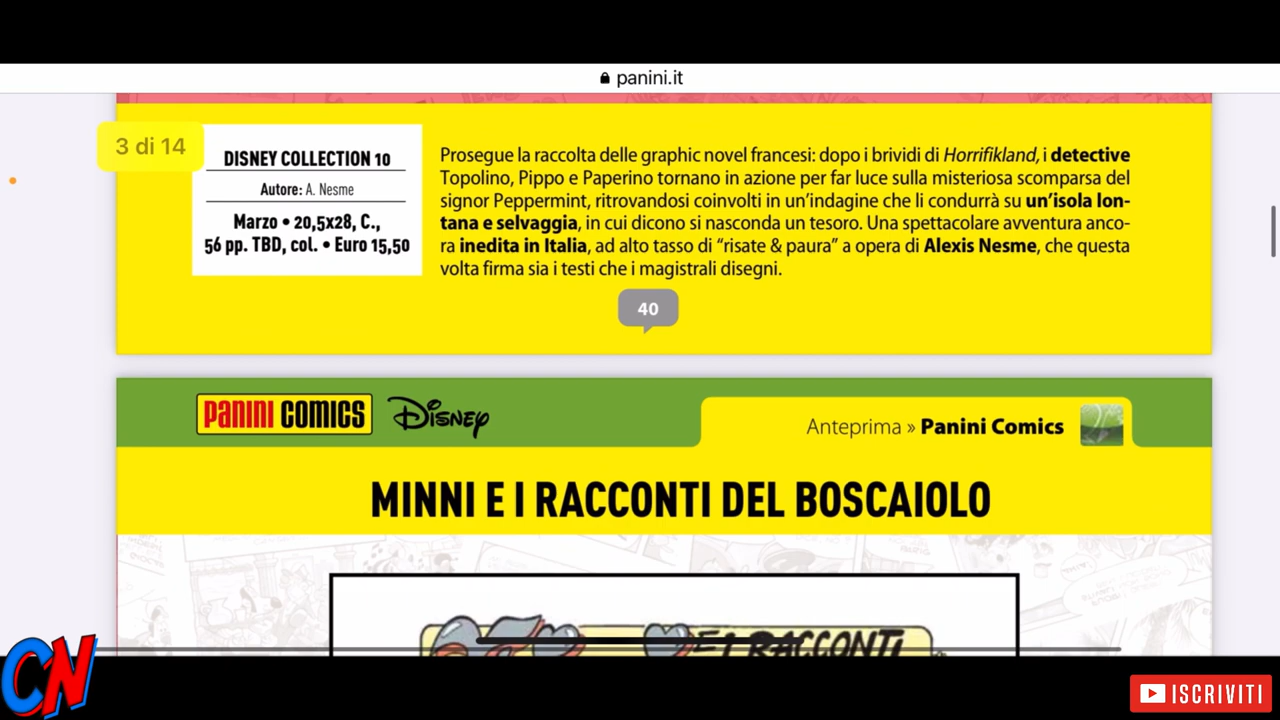 panini.it
3 di 14
DISNEY COLLECTION 10
Autore: A. Nesme
Marzo • 20,5x28, C.,
56 pp. TBD, col. • Euro 15,50
Prosegue la raccolta delle graphic novel francesi: dopo i brividi di Horrifikland, i detective
Topolino, Pippo e Paperino tornano in azione per far luce sulla misteriosa scomparsa del
signor Peppermint, ritrovandosi coinvolti in un'indagine che li condurrà su un'isola lon-
tana e selvaggia, in cui dicono si nasconda un tesoro. Una spettacolare avventura anco-
ra inedita in Italia, ad alto tasso di “risate & paura” a opera di Alexis Nesme, che questa
volta firma sia i testi che i magistrali disegni.
40
PANINI COMICS
Disney
Anteprima » Panini Comics
MINNI E I RACCONTI DEL BOSCAIOLO
E I RACCONTI
CN
ISCRIVITI